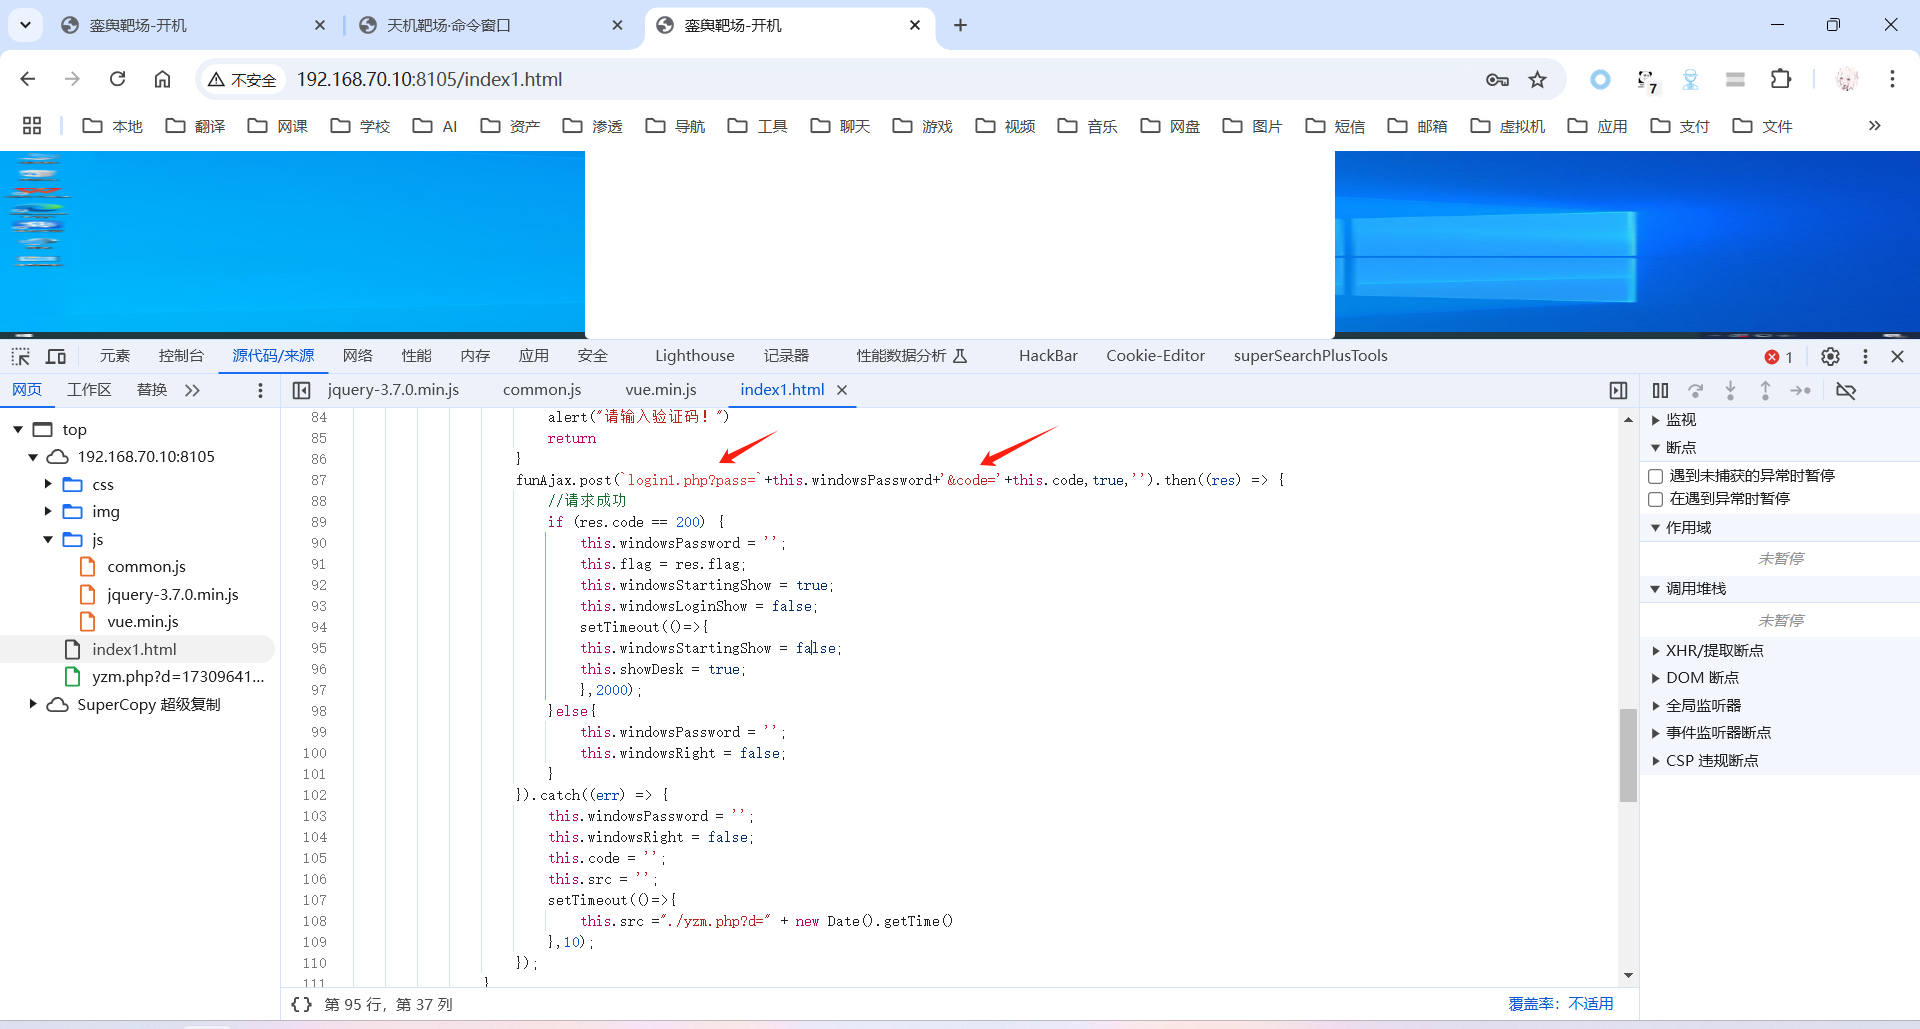 銮舆靶场-开机
天机靶场·命令窗口
銮舆靶场-开机
不安全
192.168.70.10:8105/index1.html
7
本地
翻译
网课
学校
AI
资产
渗透
导航
工具
聊天
游戏
视频
音乐
网盘
图片
短信
邮箱
虚拟机
应用
支付
文件
元素
控制台
源代码/来源
网络
性能
内存
应用
安全
Lighthouse
记录器
性能数据分析
HackBar
Cookie-Editor
superSearchPlusTools
1
网页
工作区
替换
jquery-3.7.0.min.js
common.js
vue.min.js
index1.html
top
192.168.70.10:8105
css
img
js
common.js
jquery-3.7.0.min.js
vue.min.js
index1.html
yzm.php?d=17309641...
SuperCopy 超级复制
84 alert("请输入验证码！")
85 return
86 }
87 funAjax.post(`login1.php?pass=`+this.windowsPassword+'&code='+this.code,true,'').then((res) => {
88 //请求成功
89 if (res.code == 200) {
90 this.windowsPassword = '';
91 this.flag = res.flag;
92 this.windowsStartingShow = true;
93 this.windowsLoginShow = false;
94 setTimeout(()=>{
95 this.windowsStartingShow = false;
96 this.showDesk = true;
97 },2000);
98 }else{
99 this.windowsPassword = '';
100 this.windowsRight = false;
101 }
102 }).catch((err) => {
103 this.windowsPassword = '';
104 this.windowsRight = false;
105 this.code = '';
106 this.src = '';
107 setTimeout(()=>{
108 this.src ="./yzm.php?d=" + new Date().getTime()
109 },10);
110 });
111 }
{} 第 95 行，第 37 列
覆盖率：不适用
监视
断点
遇到未捕获的异常时暂停
在遇到异常时暂停
作用域
未暂停
调用堆栈
未暂停
XHR/提取断点
DOM 断点
全局监听器
事件监听器断点
CSP 违规断点